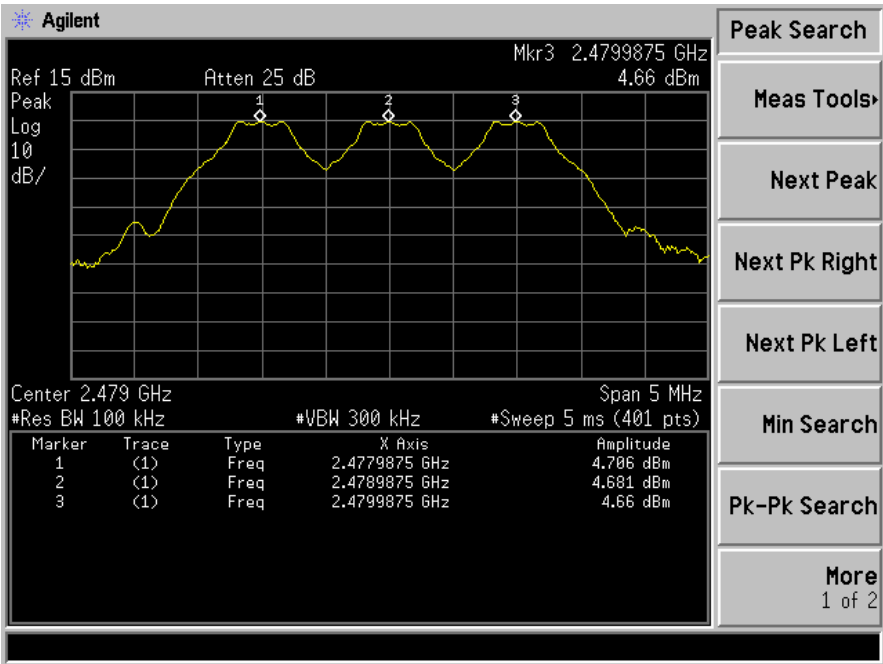 Agilent
Peak Search
Mkr3 2.4799875 GHz
Ref 15 dBm Atten 25 dB 4.66 dBm
Peak
Log
10
dB/
1 2 3
Meas Tools
Next Peak
Next Pk Right
Next Pk Left
Center 2.479 GHz Span 5 MHz
#Res BW 100 kHz #VBW 300 kHz #Sweep 5 ms (401 pts)
Min Search
Marker Trace Type X Axis Amplitude
1 (1) Freq 2.4779875 GHz 4.706 dBm
2 (1) Freq 2.4789875 GHz 4.681 dBm
3 (1) Freq 2.4799875 GHz 4.66 dBm
Pk-Pk Search
More
1 of 2